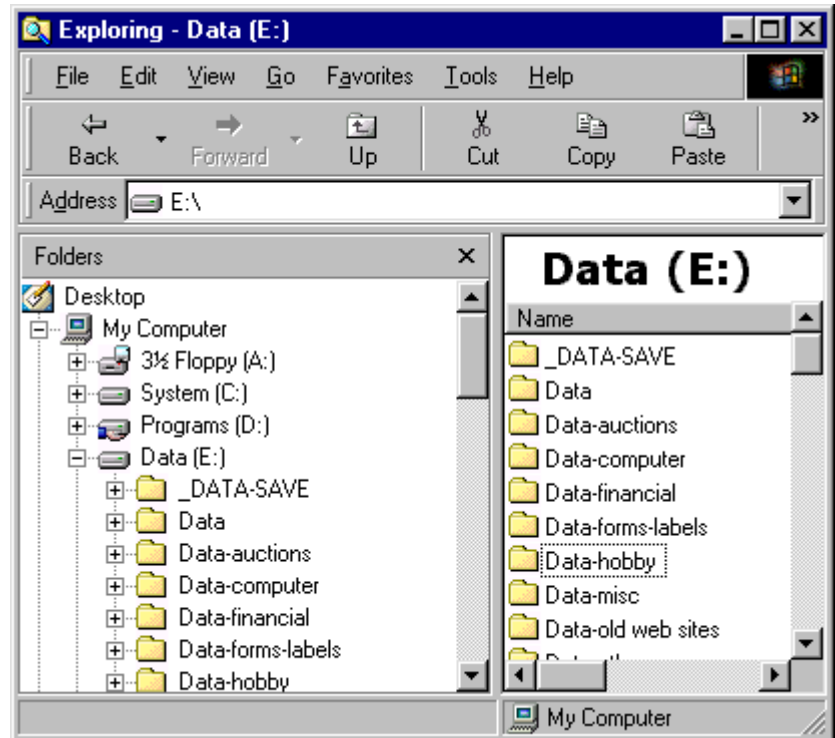 Exploring - Data (E:)
File Edit View Go Favorites Tools Help
Back Forward Up Cut Copy Paste »
Address E:\
Folders
Desktop
My Computer
3½ Floppy (A:)
System (C:)
Programs (D:)
Data (E:)
_DATA-SAVE
Data
Data-auctions
Data-computer
Data-financial
Data-forms-labels
Data-hobby
Data (E:)
Name
_DATA-SAVE
Data
Data-auctions
Data-computer
Data-financial
Data-forms-labels
Data-hobby
Data-misc
Data-old web sites
My Computer